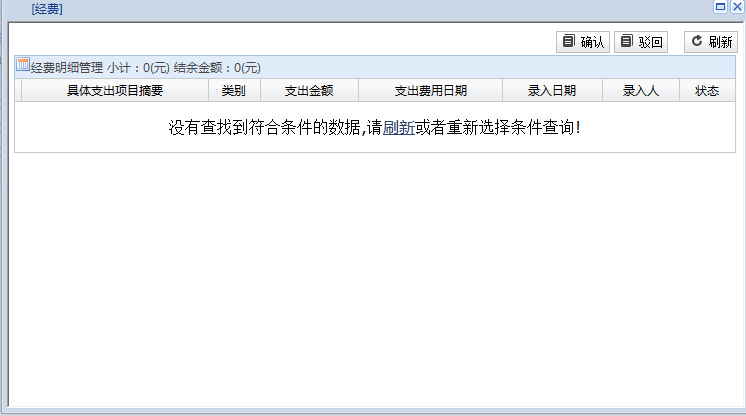 [经费]
确认 驳回 刷新
经费明细管理 小计：0(元) 结余金额：0(元)
具体支出项目摘要 类别 支出金额 支出费用日期 录入日期 录入人 状态
没有查找到符合条件的数据,请刷新或者重新选择条件查询!